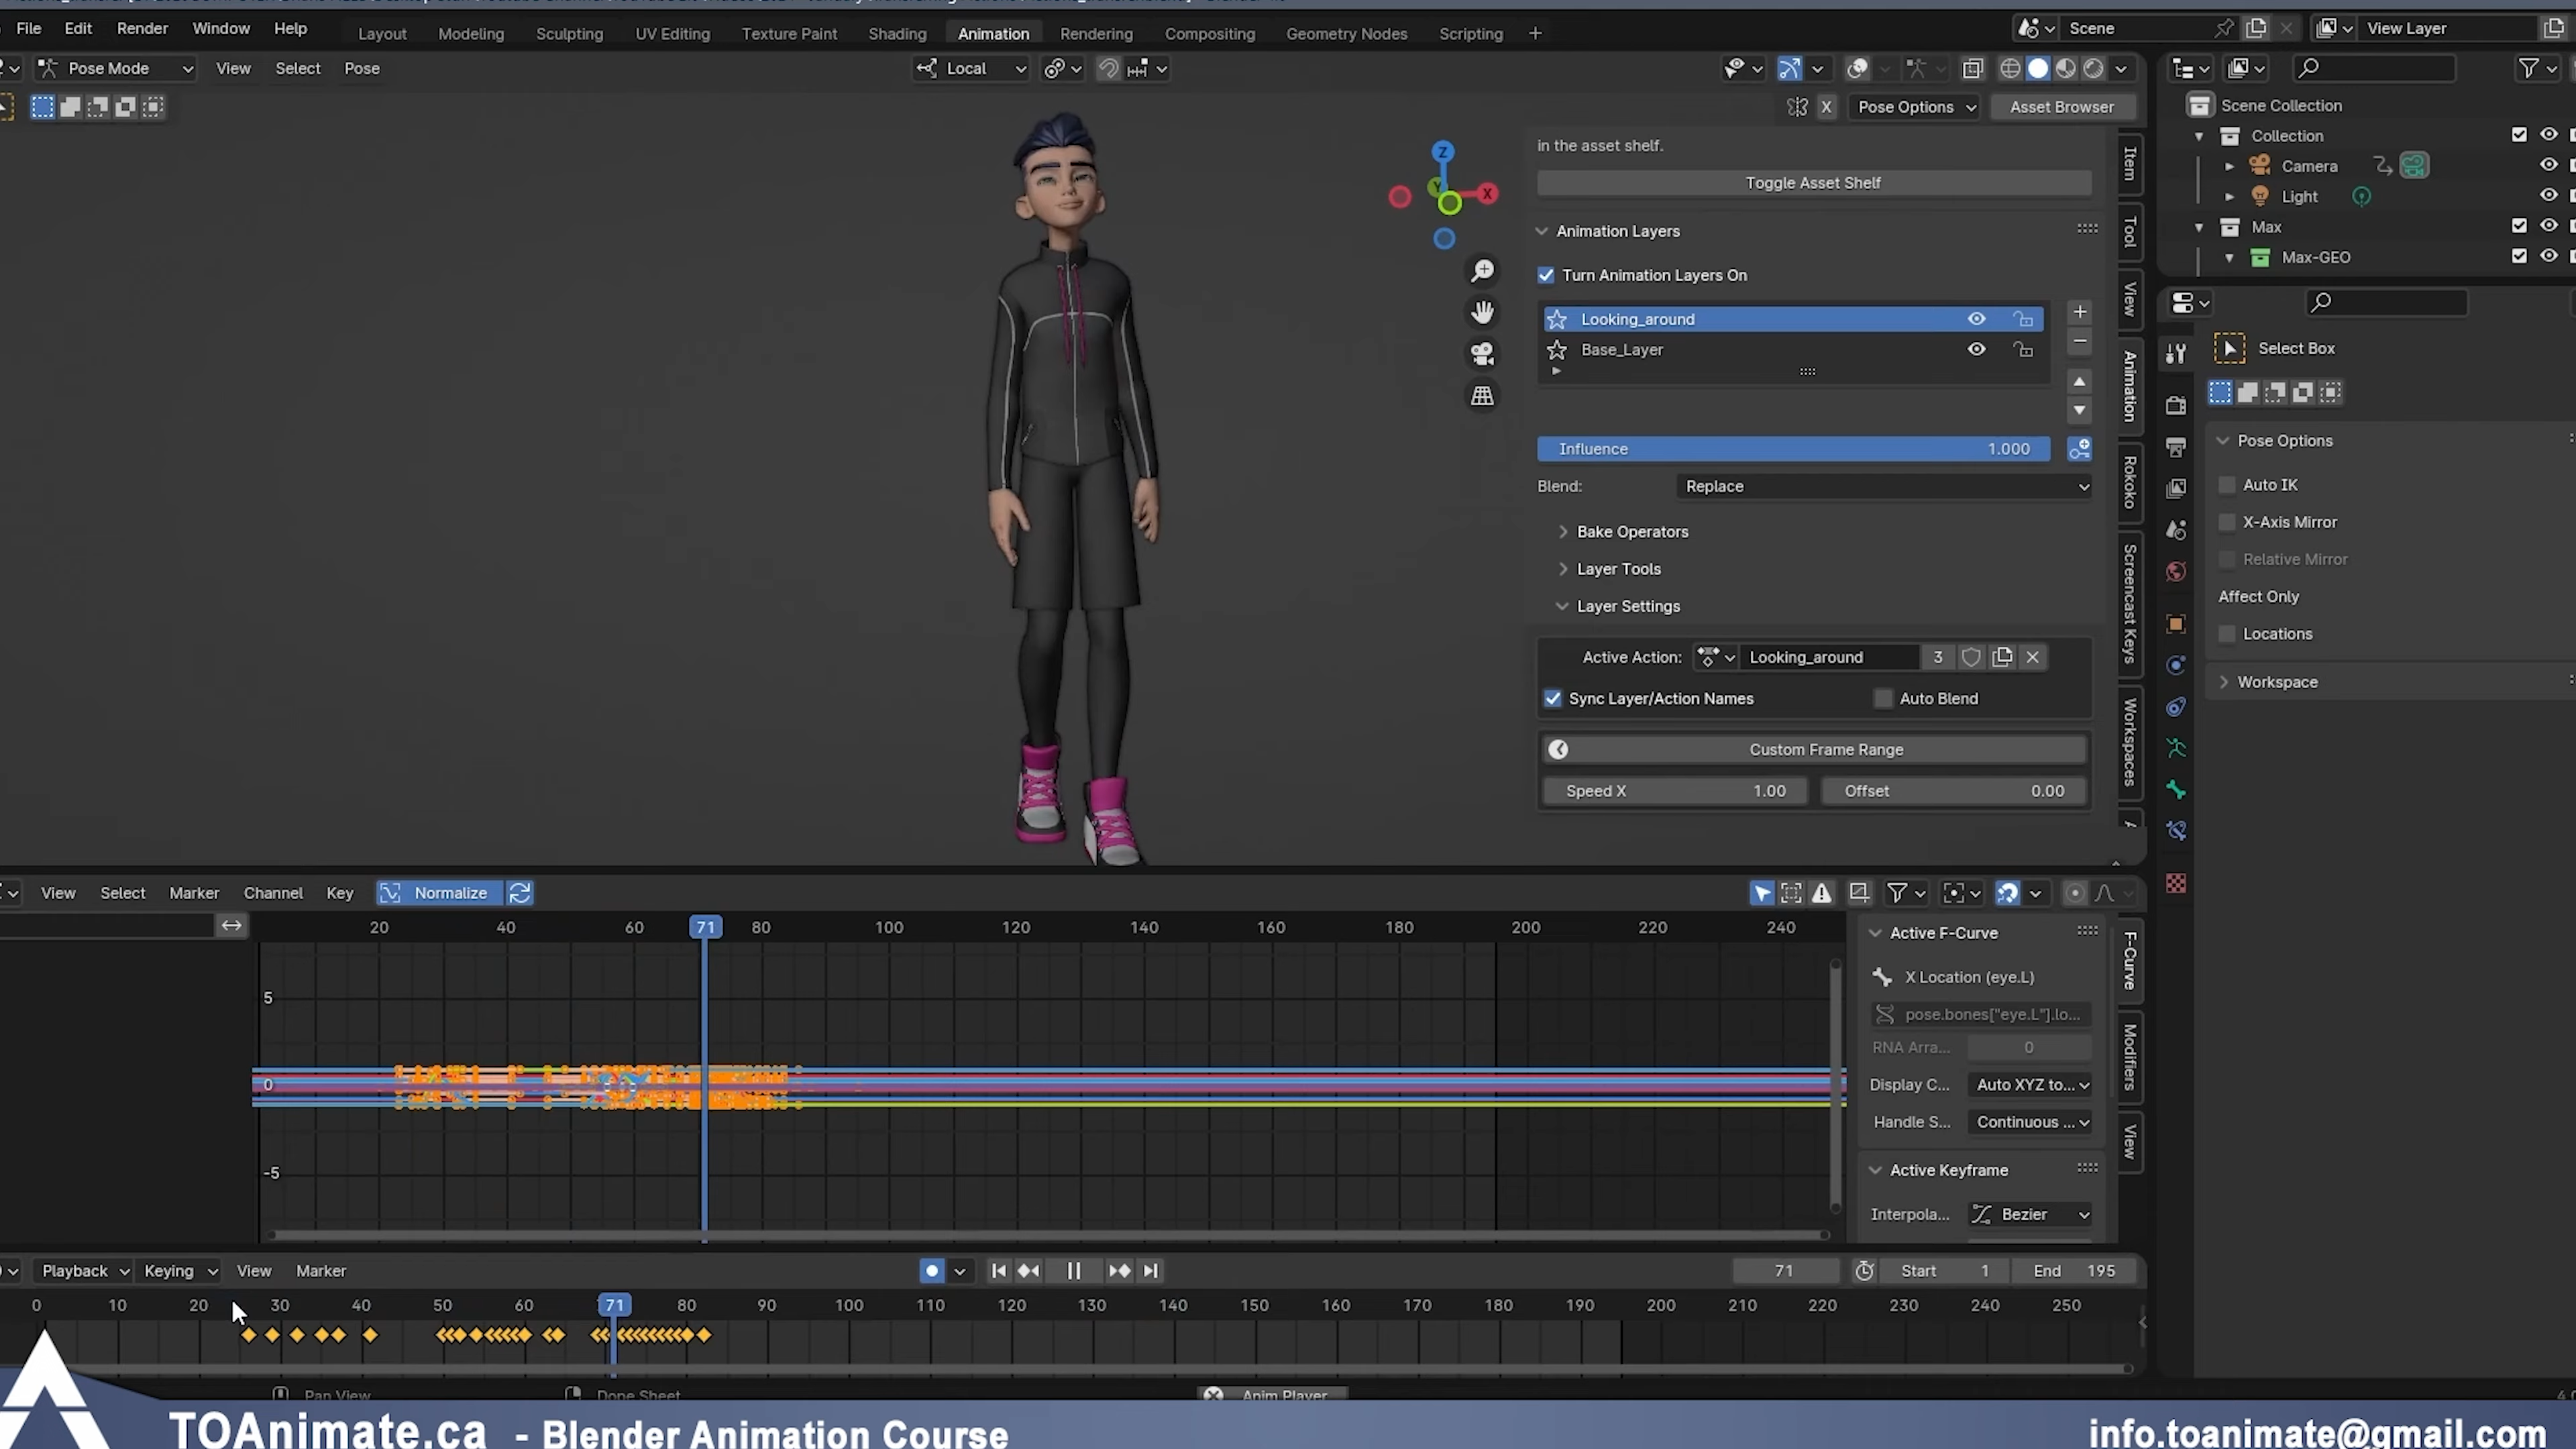 File Edit Render Window Help Layout Modeling Sculpting UV Editing Texture Paint Shading Animation Rendering Compositing Geometry Nodes Scripting + Scene View Layer
Pose Mode View Select Pose Local
X Pose Options Asset Browser
Scene Collection
Collection
Camera
Light
Max
Max-GEO
Z
Y
X
in the asset shelf.
Toggle Asset Shelf
Animation Layers
Turn Animation Layers On
Looking_around
Base_Layer
Influence 1.000
Blend: Replace
Bake Operators
Layer Tools
Layer Settings
Active Action: Looking_around 3
Sync Layer/Action Names Auto Blend
Custom Frame Range
Speed X 1.00 Offset 0.00
Item
Tool
View
Animation
Rokoko
Screencast Keys
Workspaces
Select Box
Pose Options
Auto IK
X-Axis Mirror
Relative Mirror
Affect Only
Locations
Workspace
View Select Marker Channel Key Normalize
20 40 60 71 80 100 120 140 160 180 200 220 240
5
0
-5
Active F-Curve
X Location (eye.L)
pose.bones["eye.L"].lo...
RNA Arra... 0
Display C... Auto XYZ to...
Handle S... Continuous ...
Active Keyframe
Interpola... Bezier
F-Curve
Modifiers
View
Playback Keying View Marker 71 Start 1 End 195
0 10 20 30 40 50 60 71 80 90 100 110 120 130 140 150 160 170 180 190 200 210 220 230 240 250
Pan View Dope Sheet Anim Player
TOAnimate.ca - Blender Animation Course
info.toanimate@gmail.com